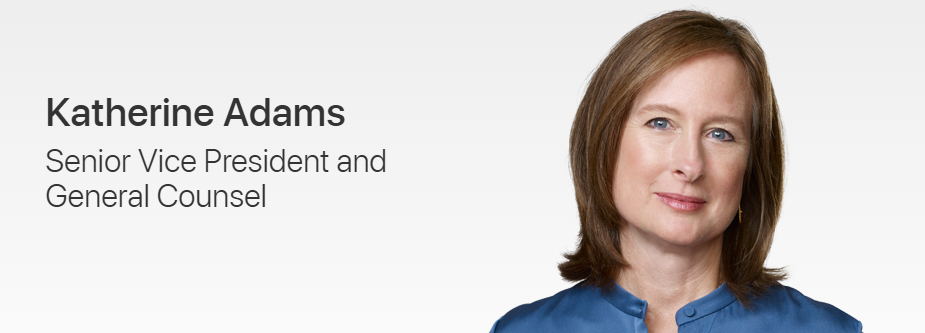 Katherine Adams
Senior Vice President and
General Counsel